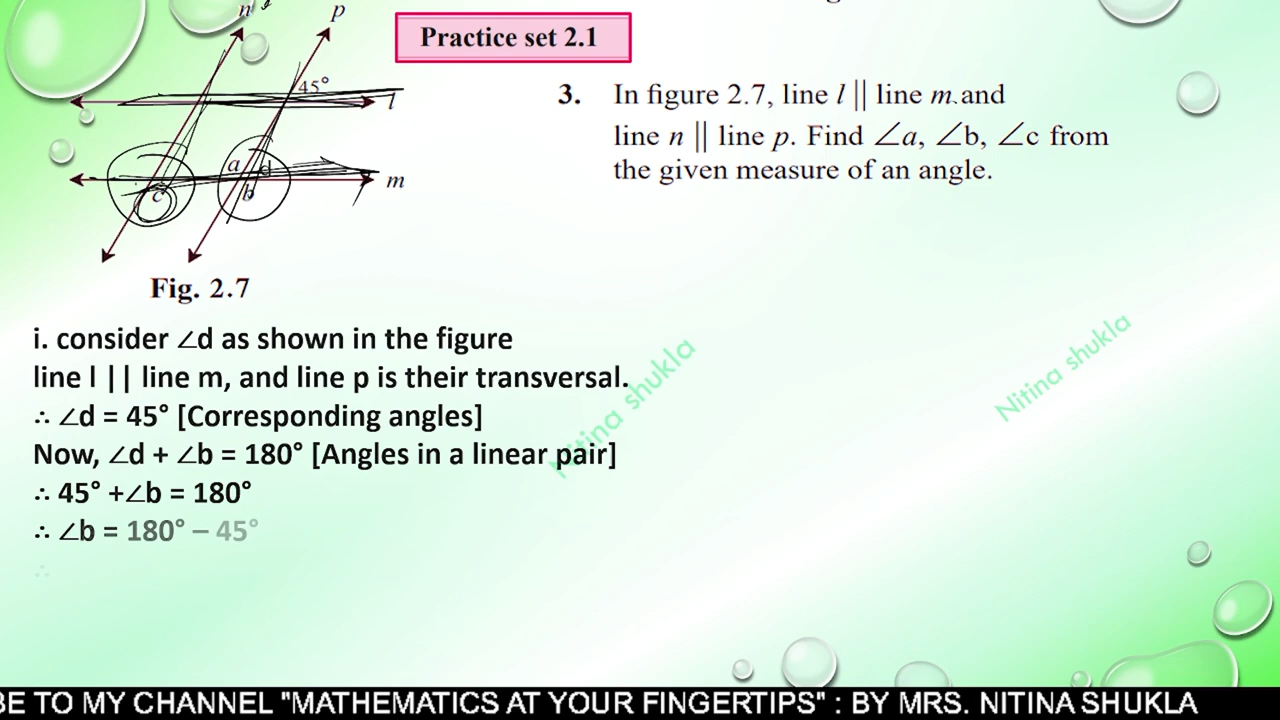 n
p
Practice set 2.1
45°
l
3. In figure 2.7, line l || line m and
line n || line p. Find ∠a, ∠b, ∠c from
the given measure of an angle.
a
d
m
c
b
Fig. 2.7
i. consider ∠d as shown in the figure
line l || line m, and line p is their transversal.
∴ ∠d = 45° [Corresponding angles]
Now, ∠d + ∠b = 180° [Angles in a linear pair]
∴ 45° +∠b = 180°
∴ ∠b = 180° – 45°
∴
Nitina shukla
Nitina shukla
BE TO MY CHANNEL "MATHEMATICS AT YOUR FINGERTIPS" : BY MRS. NITINA SHUKLA